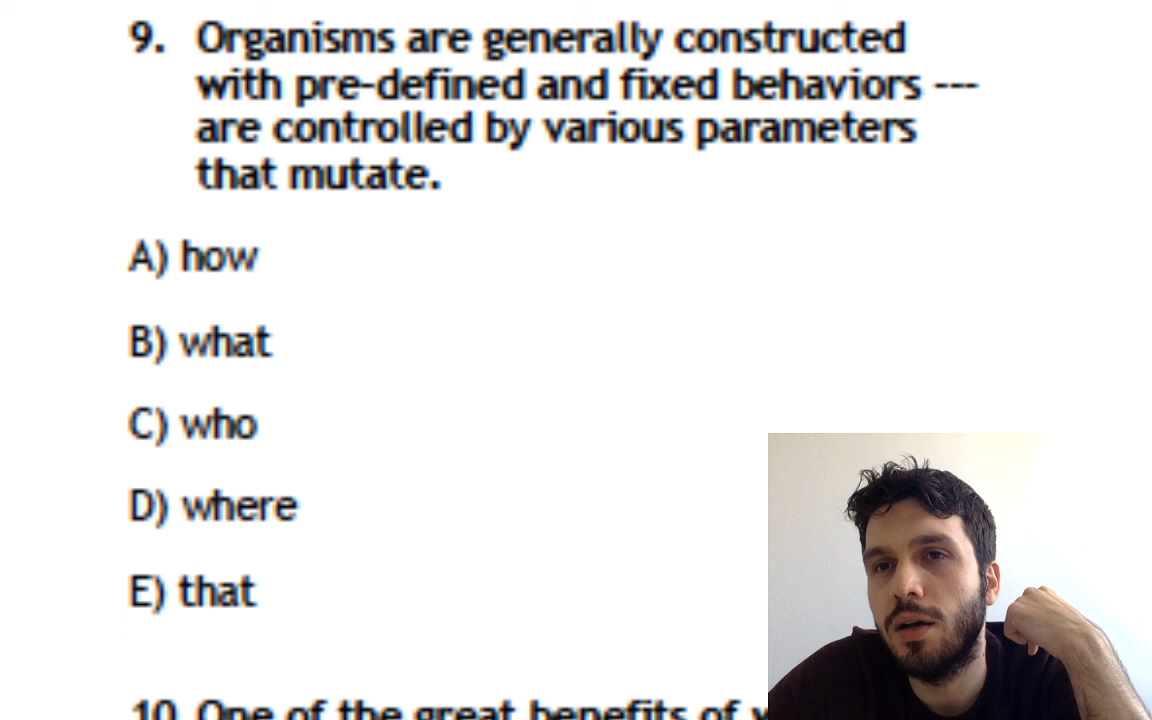 9. Organisms are generally constructed
with pre-defined and fixed behaviors ---
are controlled by various parameters
that mutate.
A) how
B) what
C) who
D) where
E) that
10. One of the great benefits of